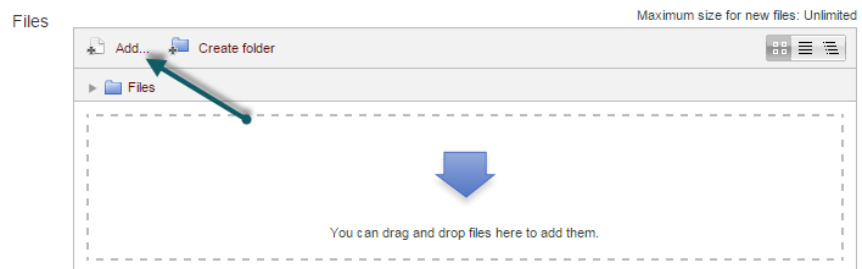 Files
Maximum size for new files: Unlimited
Add... Create folder
Files
You can drag and drop files here to add them.